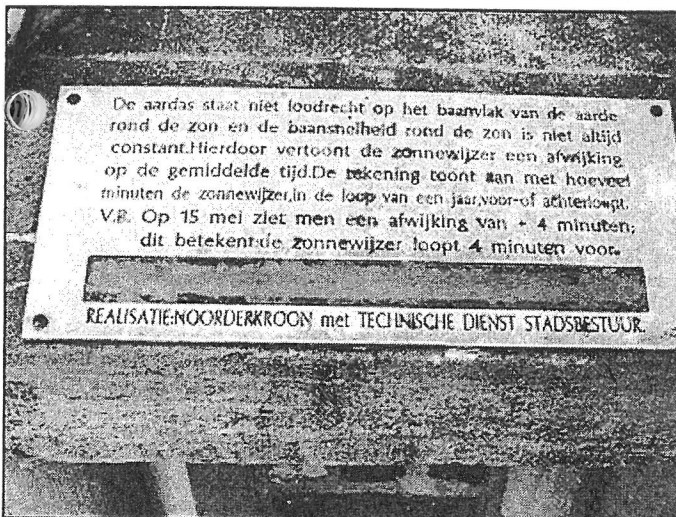 De aardas staat niet loodrecht op het baanvlak van de aarde
rond de zon en de baansnelheid rond de zon is niet altijd
constant.Hierdoor vertoont de zonnewijzer een afwijking
op de gemiddelde tijd.De tekening toont aan met hoeveel
minuten de zonnewijzer,in de loop van een jaar,voor-of achterloopt.
V.B. Op 15 mei ziet men een afwijking van + 4 minuten;
dit betekent:de zonnewijzer loopt 4 minuten voor.
REALISATIE:NOORDERKROON met TECHNISCHE DIENST STADSBESTUUR.